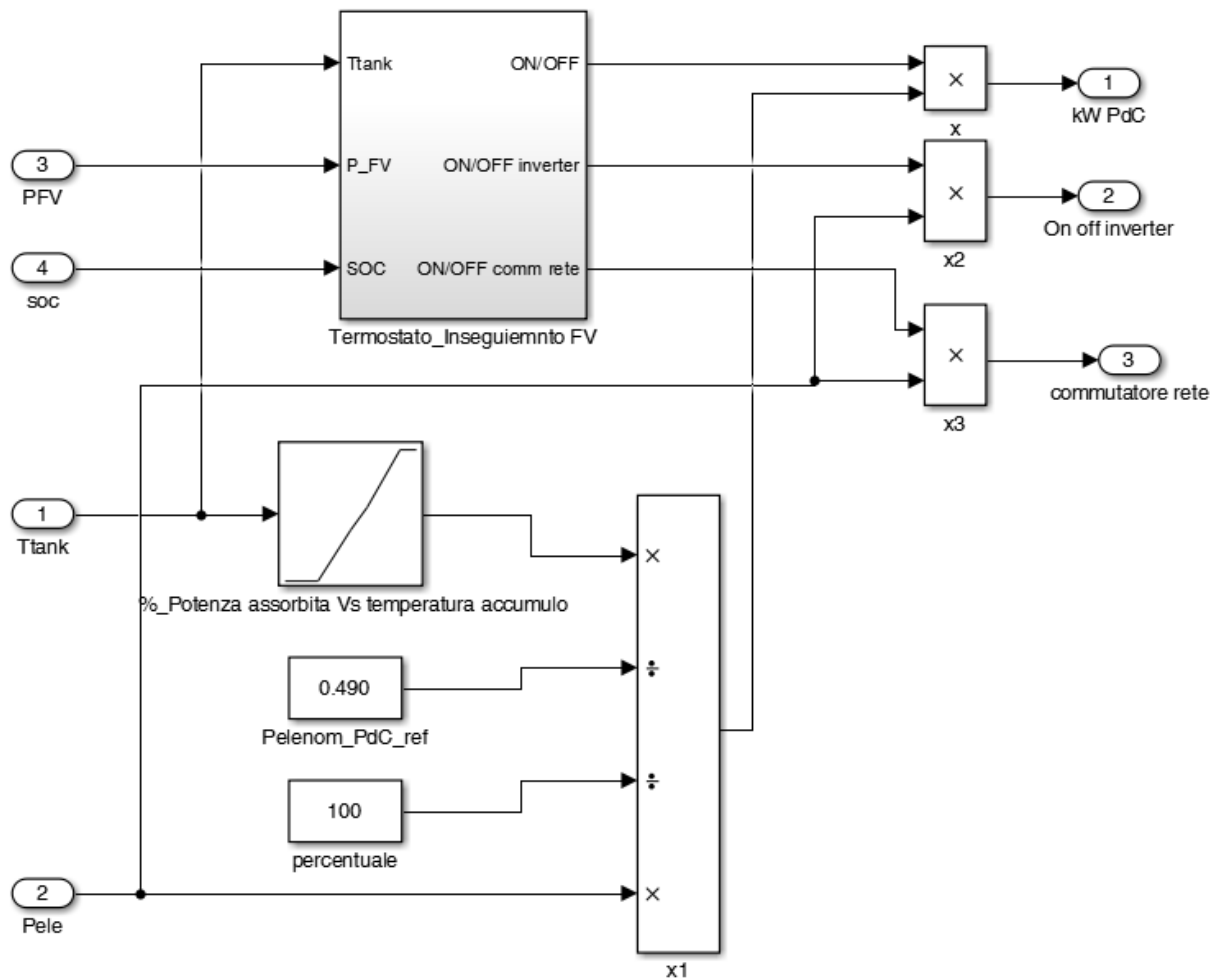 Ttank
ON/OFF
P_FV
ON/OFF inverter
SOC
ON/OFF comm rete
Termostato_Inseguiemnto FV
3
PFV
4
soc
×
x
1
kW PdC
×
x2
2
On off inverter
×
x3
3
commutatore rete
1
Ttank
%_Potenza assorbita Vs temperatura accumulo
0.490
Pelenom_PdC_ref
100
percentuale
2
Pele
×
÷
÷
×
x1